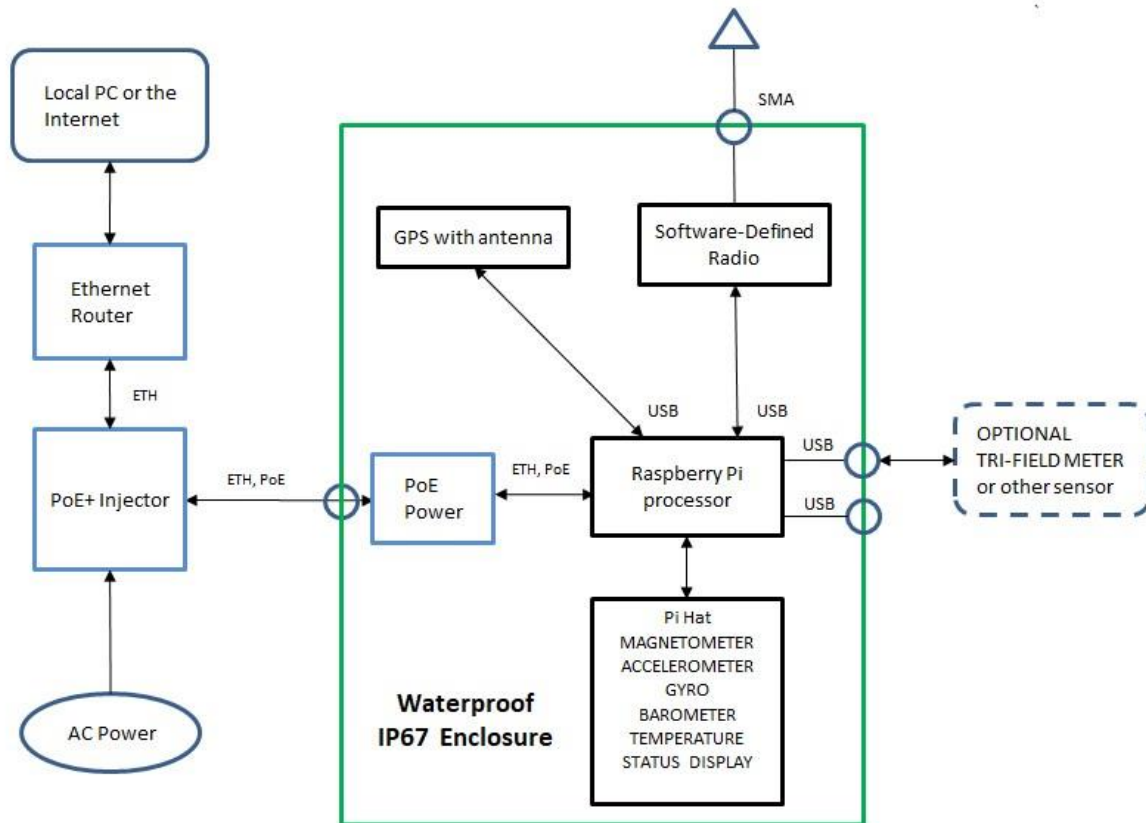 SMA
Local PC or the
Internet
GPS with antenna
Software-Defined
Radio
Ethernet
Router
ETH
USB
USB
PoE+ Injector
ETH, PoE
PoE
Power
ETH, PoE
Raspberry Pi
processor
USB
USB
OPTIONAL
TRI-FIELD METER
or other sensor
Pi Hat
MAGNETOMETER
ACCELEROMETER
GYRO
BAROMETER
TEMPERATURE
STATUS DISPLAY
Waterproof
IP67 Enclosure
AC Power